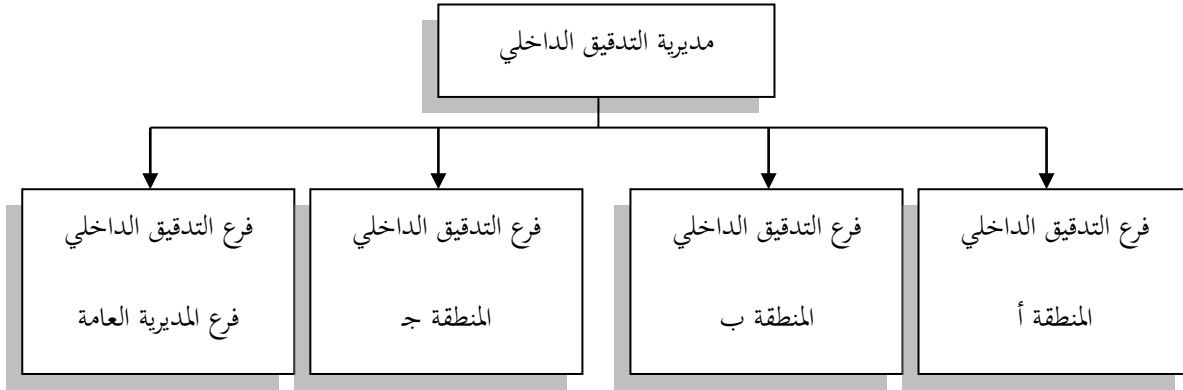 مديرية التدقيق الداخلي
فرع التدقيق الداخلي
المنطقة أ
فرع التدقيق الداخلي
المنطقة ب
فرع التدقيق الداخلي
المنطقة جـ
فرع التدقيق الداخلي
فرع المديرية العامة